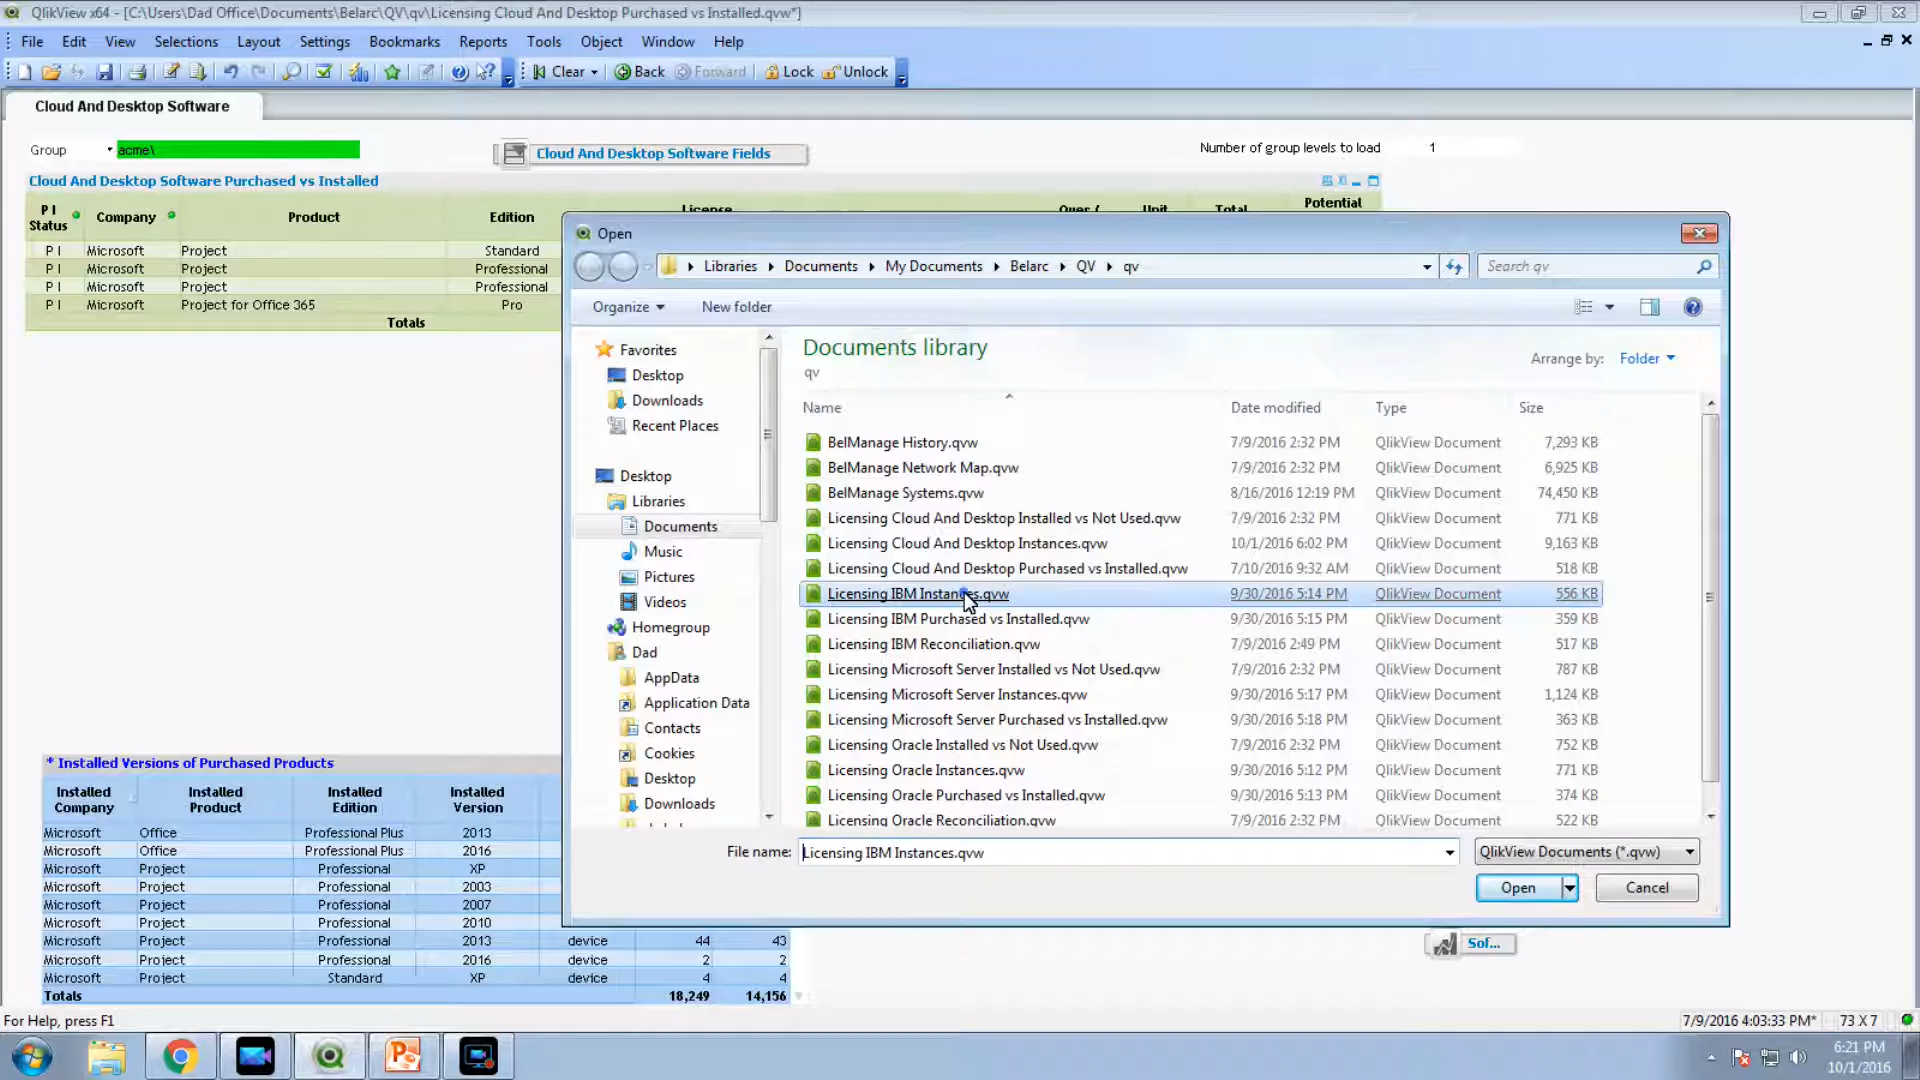 QlikView x64 - [C:\Users\Dad Office\Documents\Belarc\QV\qv\Licensing Cloud And Desktop Purchased vs Installed.qvw*]
File Edit View Selections Layout Settings Bookmarks Reports Tools Object Window Help
Clear Back Forward Lock Unlock
Cloud And Desktop Software
Group acme\ Cloud And Desktop Software Fields Number of group levels to load 1
Cloud And Desktop Software Purchased vs Installed
P I Status Company Product Edition License Over / Unit Total Potential
P I Microsoft Project Standard
P I Microsoft Project Professional
P I Microsoft Project Professional
P I Microsoft Project for Office 365 Pro
Totals
Open
Libraries Documents My Documents Belarc QV qv Search qv
Organize New folder
Favorites
Desktop
Downloads
Recent Places
Desktop
Libraries
Documents
Music
Pictures
Videos
Homegroup
Dad
AppData
Application Data
Contacts
Cookies
Desktop
Downloads
Documents library
qv
Arrange by: Folder
Name Date modified Type Size
BelManage History.qvw 7/9/2016 2:32 PM QlikView Document 7,293 KB
BelManage Network Map.qvw 7/9/2016 2:32 PM QlikView Document 6,925 KB
BelManage Systems.qvw 8/16/2016 12:19 PM QlikView Document 74,450 KB
Licensing Cloud And Desktop Installed vs Not Used.qvw 7/9/2016 2:32 PM QlikView Document 771 KB
Licensing Cloud And Desktop Instances.qvw 10/1/2016 6:02 PM QlikView Document 9,163 KB
Licensing Cloud And Desktop Purchased vs Installed.qvw 7/10/2016 9:32 AM QlikView Document 518 KB
Licensing IBM Instances.qvw 9/30/2016 5:14 PM QlikView Document 556 KB
Licensing IBM Purchased vs Installed.qvw 9/30/2016 5:15 PM QlikView Document 359 KB
Licensing IBM Reconciliation.qvw 7/9/2016 2:49 PM QlikView Document 517 KB
Licensing Microsoft Server Installed vs Not Used.qvw 7/9/2016 2:32 PM QlikView Document 787 KB
Licensing Microsoft Server Instances.qvw 9/30/2016 5:17 PM QlikView Document 1,124 KB
Licensing Microsoft Server Purchased vs Installed.qvw 9/30/2016 5:18 PM QlikView Document 363 KB
Licensing Oracle Installed vs Not Used.qvw 7/9/2016 2:32 PM QlikView Document 752 KB
Licensing Oracle Instances.qvw 9/30/2016 5:12 PM QlikView Document 771 KB
Licensing Oracle Purchased vs Installed.qvw 9/30/2016 5:13 PM QlikView Document 374 KB
Licensing Oracle Reconciliation.qvw 7/9/2016 2:32 PM QlikView Document 522 KB
File name: Licensing IBM Instances.qvw QlikView Documents (*.qvw)
Open Cancel
* Installed Versions of Purchased Products
Installed Company Installed Product Installed Edition Installed Version
Microsoft Office Professional Plus 2013
Microsoft Office Professional Plus 2016
Microsoft Project Professional XP
Microsoft Project Professional 2003
Microsoft Project Professional 2007
Microsoft Project Professional 2010
Microsoft Project Professional 2013 device 44 43
Microsoft Project Professional 2016 device 2 2
Microsoft Project Standard XP device 4 4
Totals 18,249 14,156
Sof...
For Help, press F1 7/9/2016 4:03:33 PM* 73 X 7
6:21 PM
10/1/2016